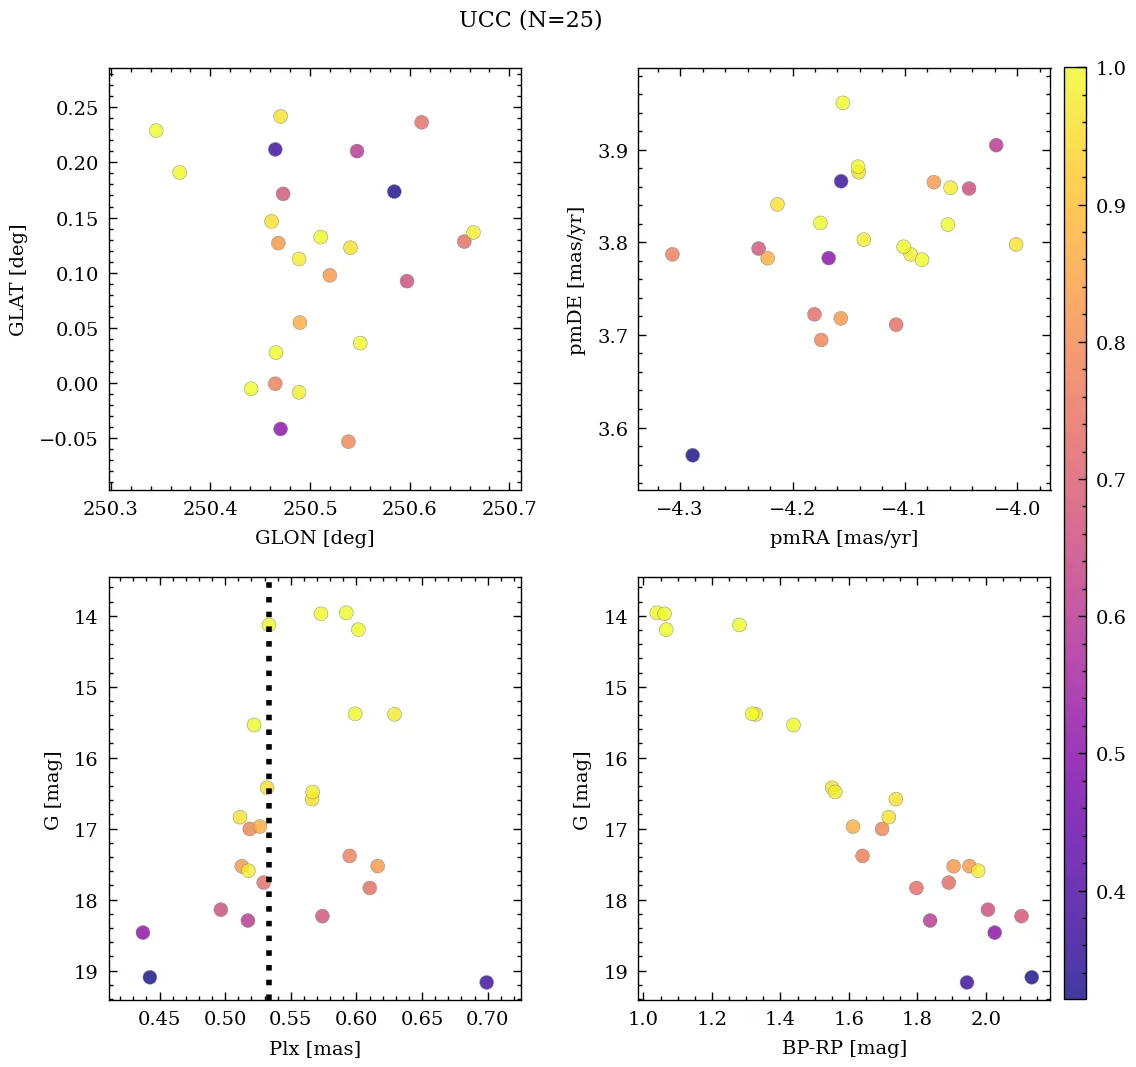 UCC (N=25)
0.25
0.20
0.15
0.10
0.05
0.00
−0.05
GLAT [deg]
250.3 250.4 250.5 250.6 250.7
GLON [deg]
3.9
3.8
3.7
3.6
pmDE [mas/yr]
−4.3 −4.2 −4.1 −4.0
pmRA [mas/yr]
1.0
0.9
0.8
0.7
0.6
0.5
0.4
14
15
16
17
18
19
G [mag]
0.45 0.50 0.55 0.60 0.65 0.70
Plx [mas]
14
15
16
17
18
19
G [mag]
1.0 1.2 1.4 1.6 1.8 2.0
BP-RP [mag]